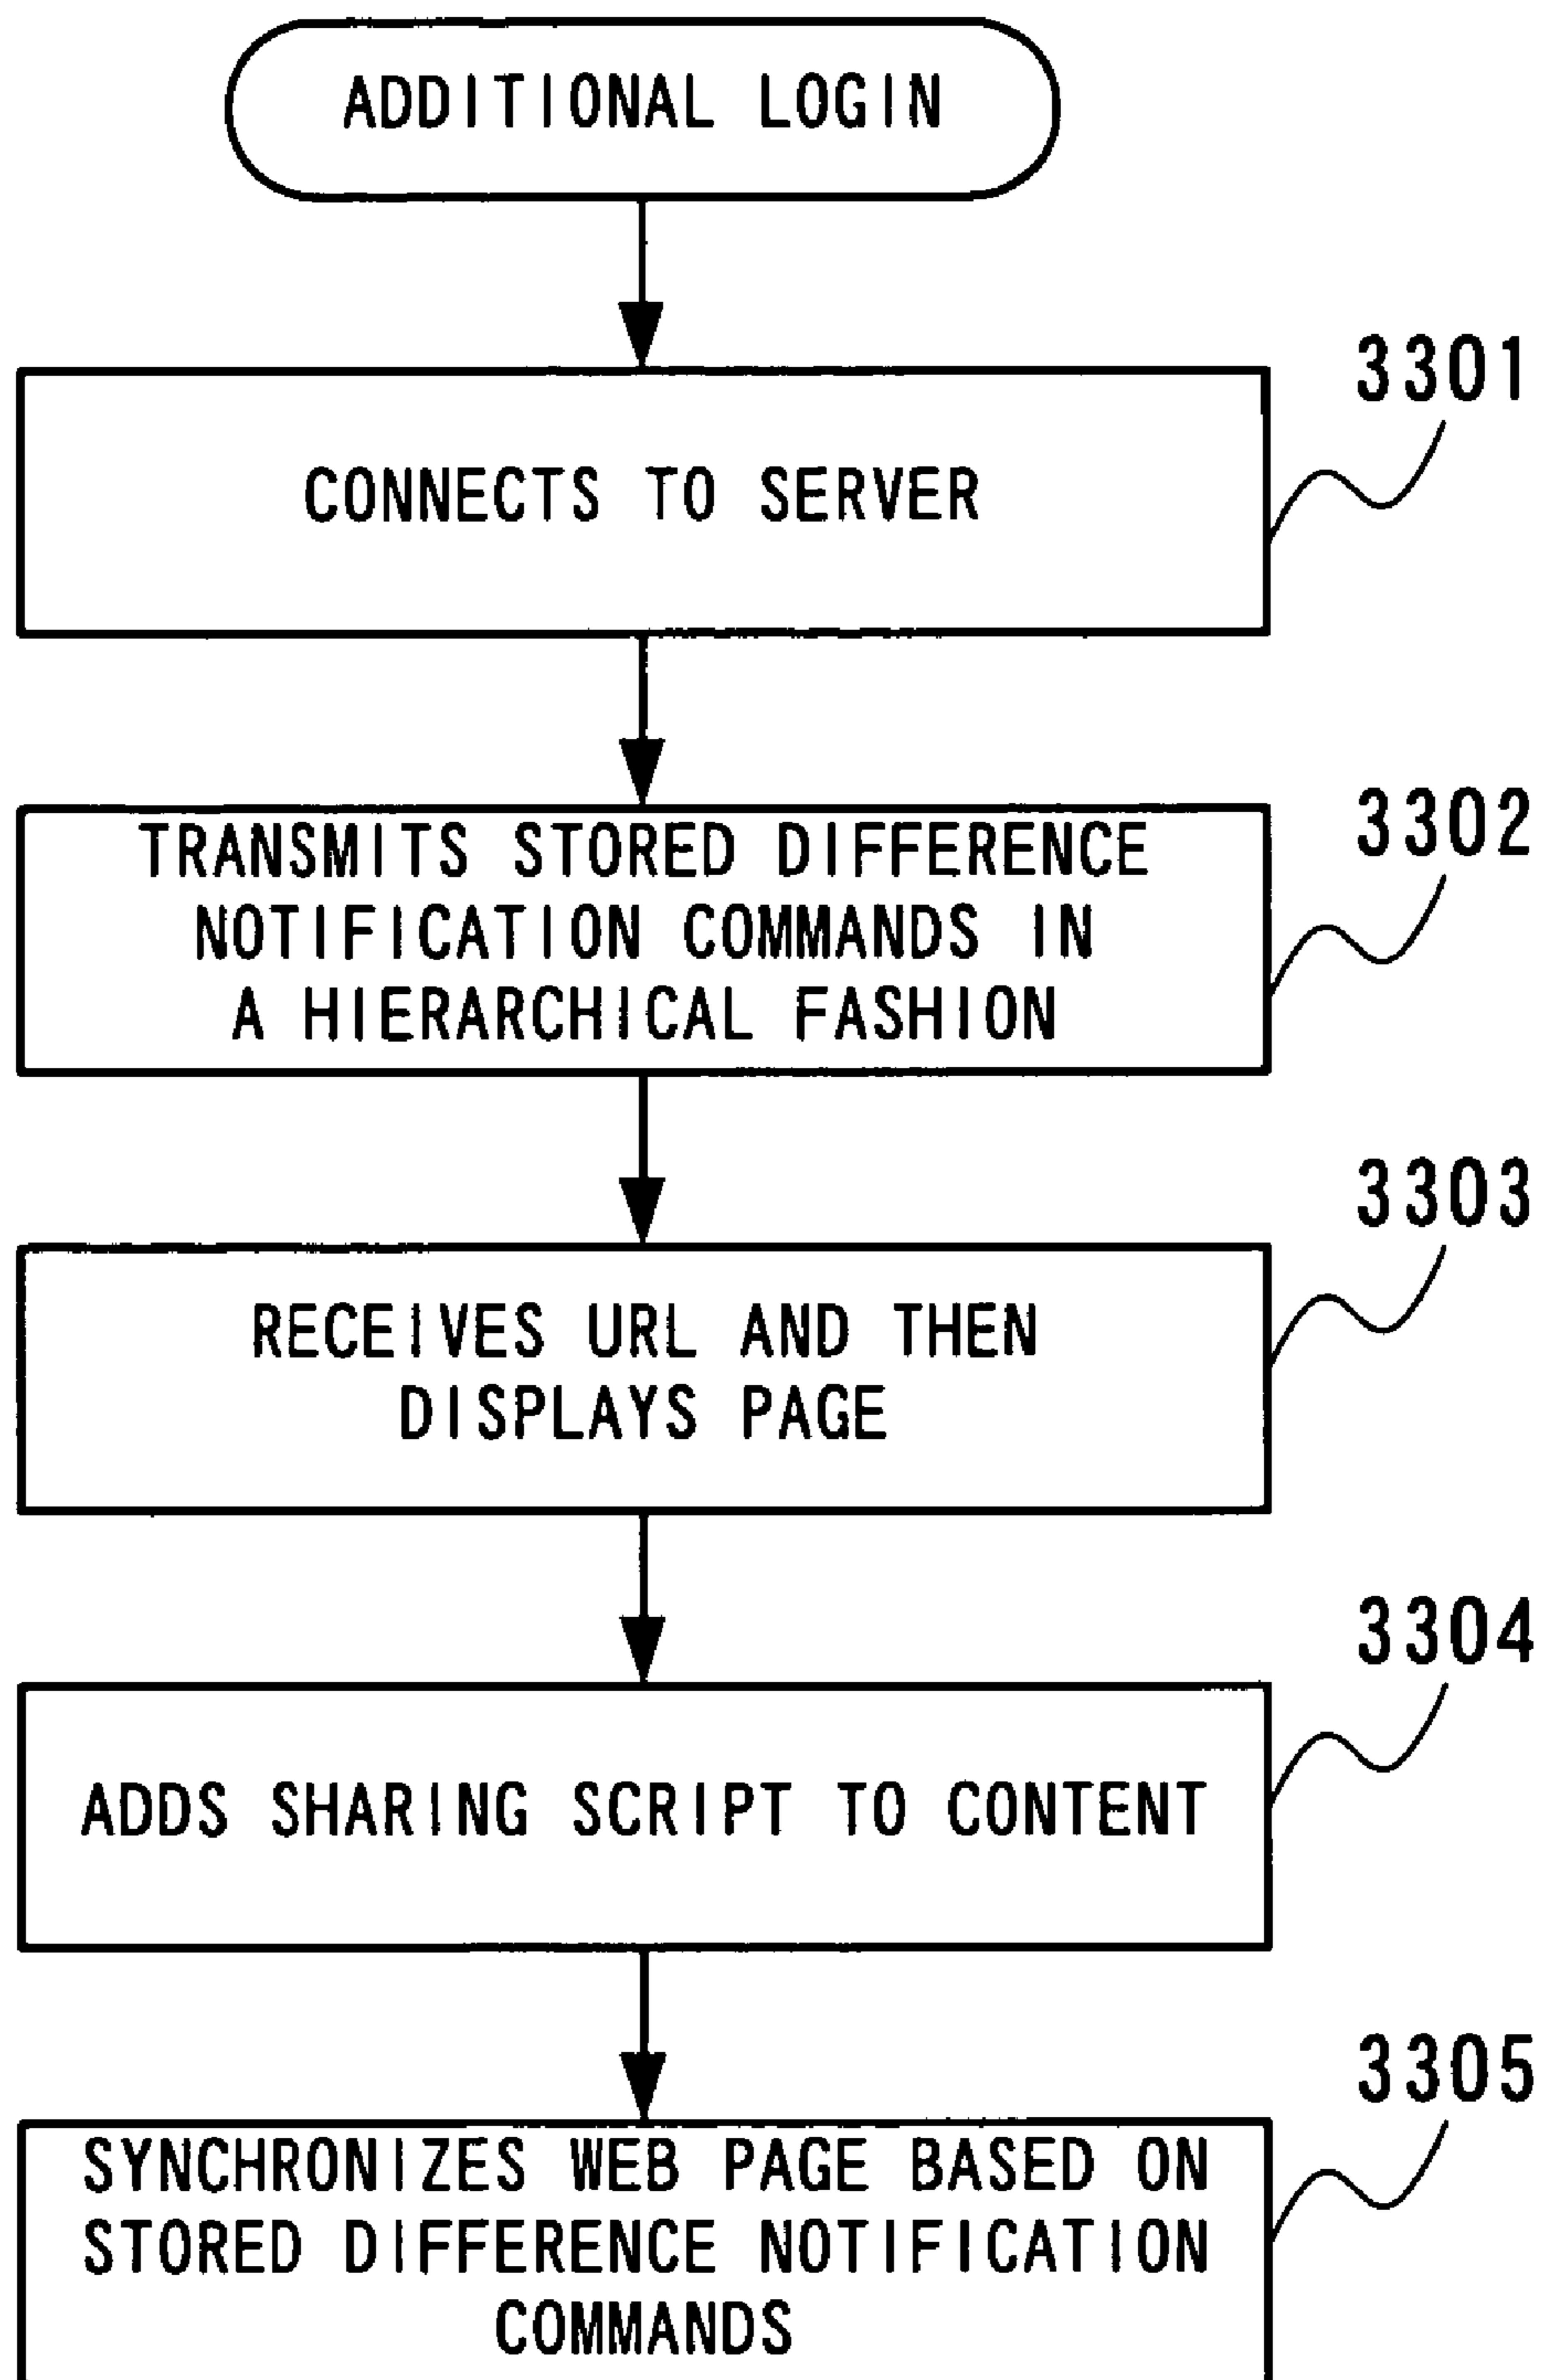 ADDITIONAL LOGIN
3301
CONNECTS TO SERVER
3302
TRANSMITS STORED DIFFERENCE
NOTIFICATION COMMANDS IN
A HIERARCHICAL FASHION
3303
RECEIVES URL AND THEN
DISPLAYS PAGE
3304
ADDS SHARING SCRIPT TO CONTENT
3305
SYNCHRONIZES WEB PAGE BASED ON
STORED DIFFERENCE NOTIFICATION
COMMANDS